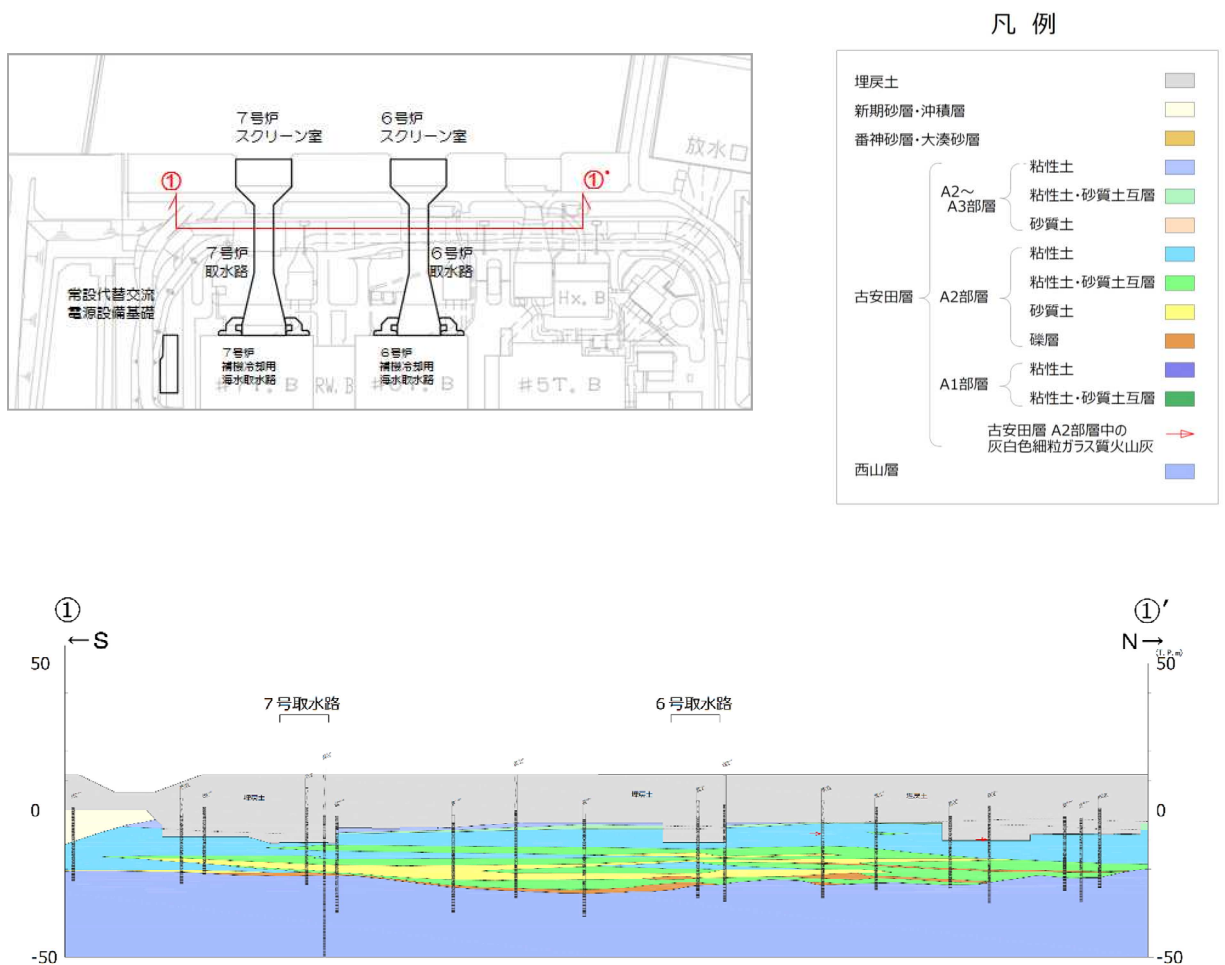 凡 例
埋戻土
新期砂層・沖積層
番神砂層・大湊砂層
古安田層
A2～
A3部層
粘性土
粘性土・砂質土互層
砂質土
A2部層
粘性土
粘性土・砂質土互層
砂質土
礫層
A1部層
粘性土
粘性土・砂質土互層
古安田層 A2部層中の
灰白色細粒ガラス質火山灰
西山層
7号炉
スクリーン室
6号炉
スクリーン室
放水口
①
①'
7号炉
取水路
6号炉
取水路
常設代替交流
電源設備基礎
Hx. B
7号炉
補機冷却用
海水取水路
6号炉
補機冷却用
海水取水路
RW. B
#5T. B
①
←S
①′
N→
(T.P.m)
50
50
7号取水路
6号取水路
埋戻土
埋戻土
埋戻土
0
0
-50
-50